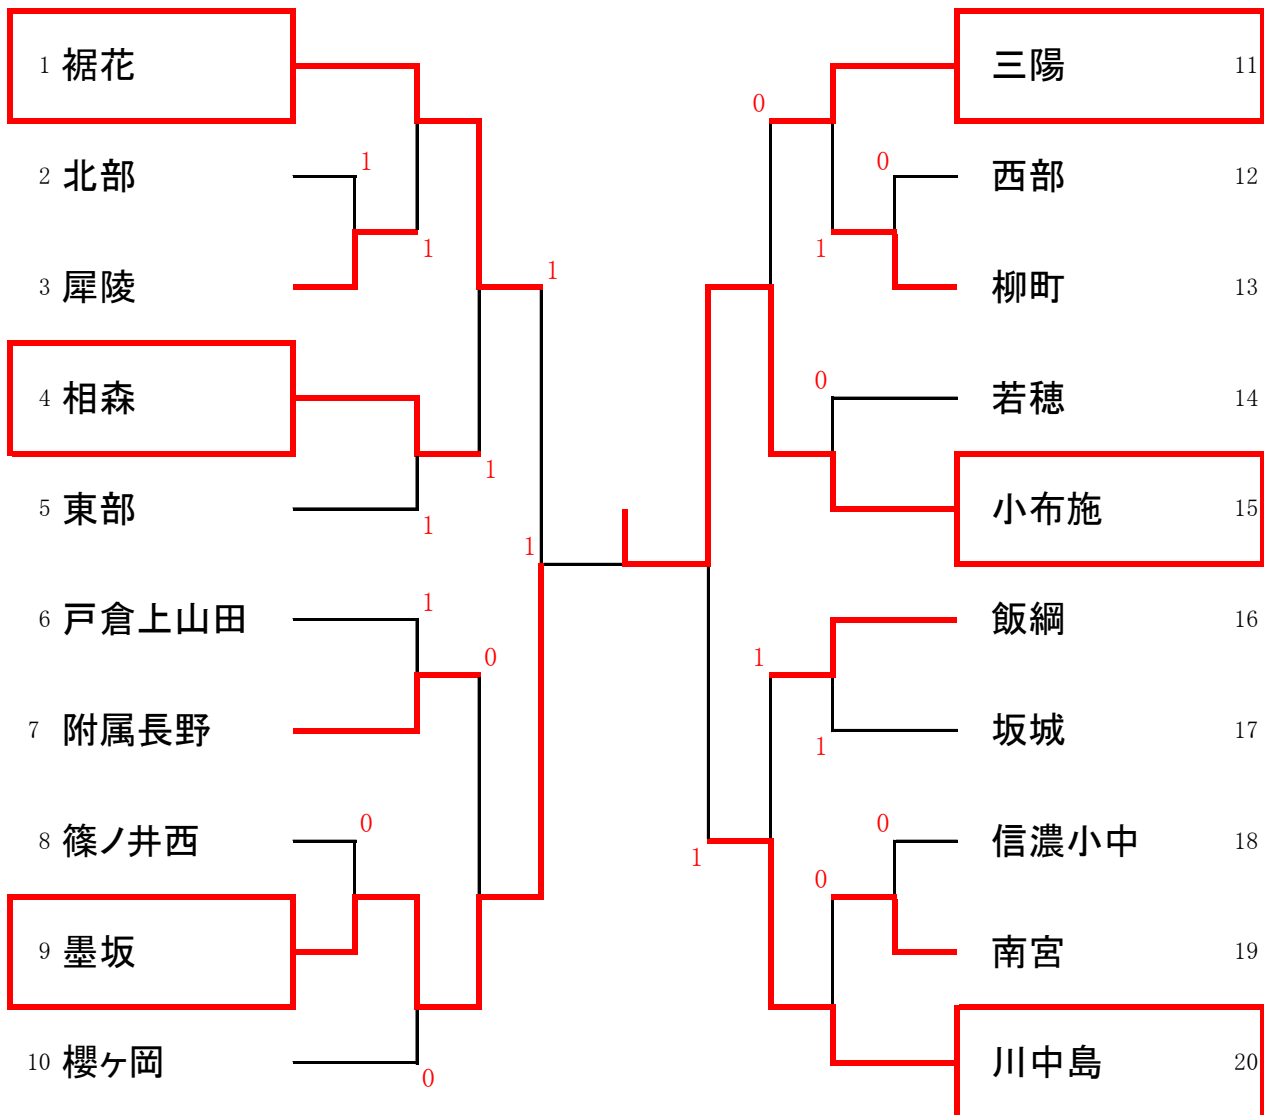 1 裾花
2 北部
3 犀陵
4 相森
5 東部
6 戸倉上山田
7 附属長野
8 篠ノ井西
9 墨坂
10 櫻ヶ岡
1
1
1
1
1
1
1
0
0
0
三陽 11
西部 12
柳町 13
若穂 14
小布施 15
飯綱 16
坂城 17
信濃小中 18
南宮 19
川中島 20
0
0
1
0
1
1
0
1
0